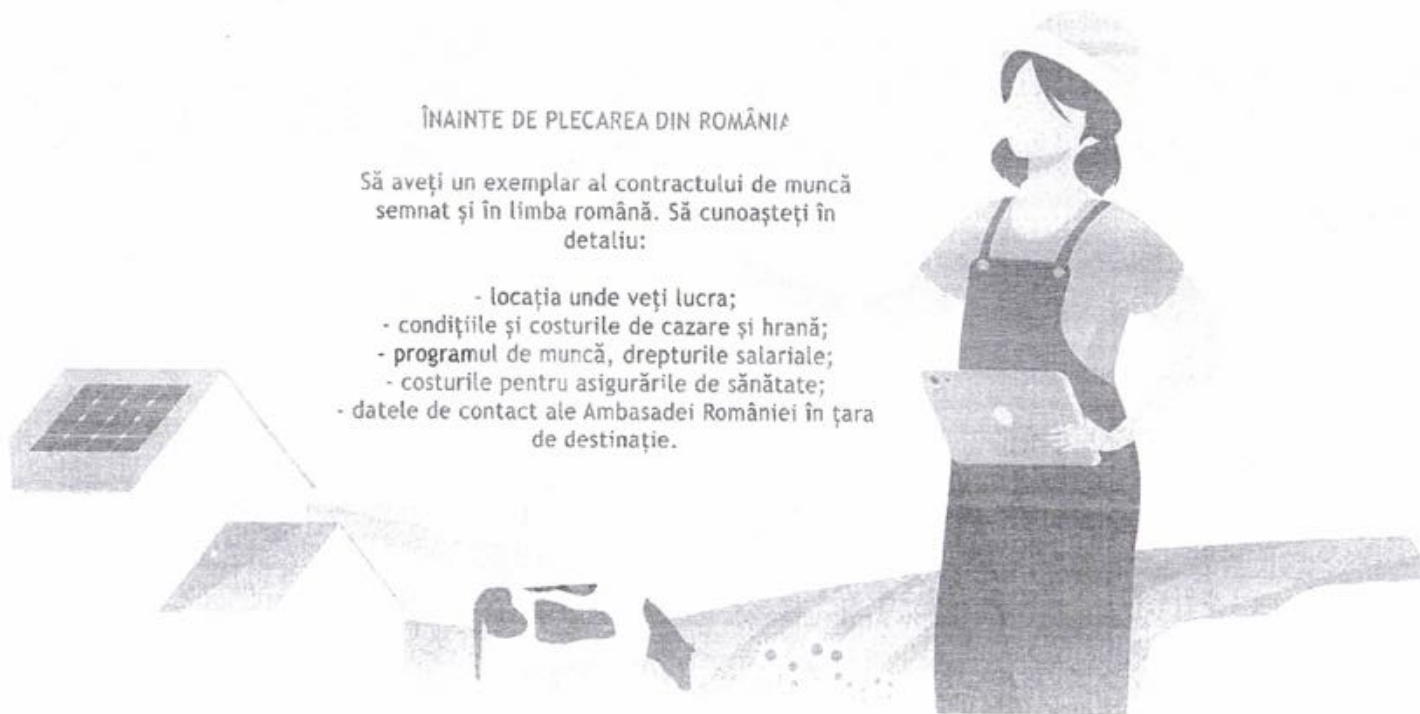 ÎNAINTE DE PLECAREA DIN ROMÂNIA
Să aveți un exemplar al contractului de muncă
semnat și în limba română. Să cunoașteți în
detaliu:
- locația unde veți lucra;
- condițiile și costurile de cazare și hrană;
- programul de muncă, drepturile salariale;
- costurile pentru asigurările de sănătate;
- datele de contact ale Ambasadei României în țara
de destinație.